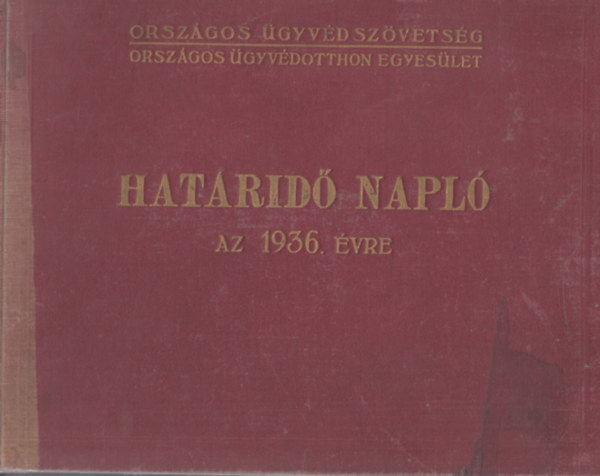 ORSZÁGOS ÜGYVÉDSZÖVETSÉG
ORSZÁGOS ÜGYVÉDOTTHON EGYESÜLET
HATÁRIDŐ NAPLÓ
AZ 1936. ÉVRE